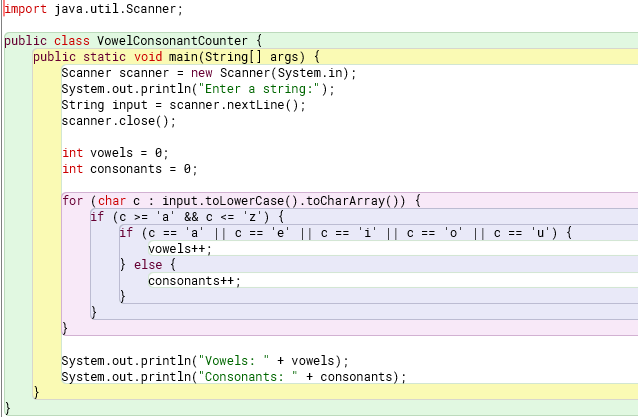 import java.util.Scanner;

public class VowelConsonantCounter {
    public static void main(String[] args) {
        Scanner scanner = new Scanner(System.in);
        System.out.println("Enter a string:");
        String input = scanner.nextLine();
        scanner.close();

        int vowels = 0;
        int consonants = 0;

        for (char c : input.toLowerCase().toCharArray()) {
            if (c >= 'a' && c <= 'z') {
                if (c == 'a' || c == 'e' || c == 'i' || c == 'o' || c == 'u') {
                    vowels++;
                } else {
                    consonants++;
                }
            }
        }

        System.out.println("Vowels: " + vowels);
        System.out.println("Consonants: " + consonants);
    }
}